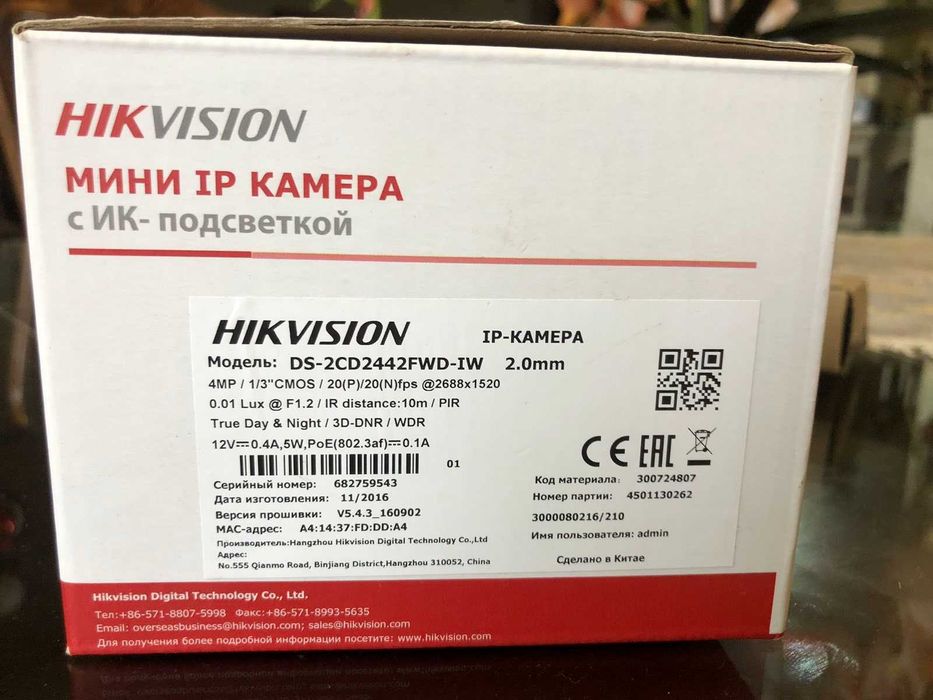 HIKVISION
МИНИ IP КАМЕРА
с ИК- подсветкой
HIKVISION IP-КАМЕРА
Модель: DS-2CD2442FWD-IW 2.0mm
4MP / 1/3"CMOS / 20(P)/20(N)fps @2688x1520
0.01 Lux @ F1.2 / IR distance:10m / PIR
True Day & Night / 3D-DNR / WDR
12V⎓0.4A,5W,PoE(802.3af)⎓0.1A
CE EAC
01
Серийный номер: 682759543
Дата изготовления: 11/2016
Версия прошивки: V5.4.3_160902
MAC-адрес: A4:14:37:FD:DD:A4
Производитель:Hangzhou Hikvision Digital Technology Co.,Ltd
Адрес:
No.555 Qianmo Road, Binjiang District,Hangzhou 310052, China
Код материала: 300724807
Номер партии: 4501130262
3000080216/210
Имя пользователя: admin
Сделано в Китае
Hikvision Digital Technology Co., Ltd.
Тел:+86-571-8807-5998 Факс:+86-571-8993-5635
Email: overseasbusiness@hikvision.com; sales@hikvision.com
Для получения более подробной информации посетите: www.hikvision.com